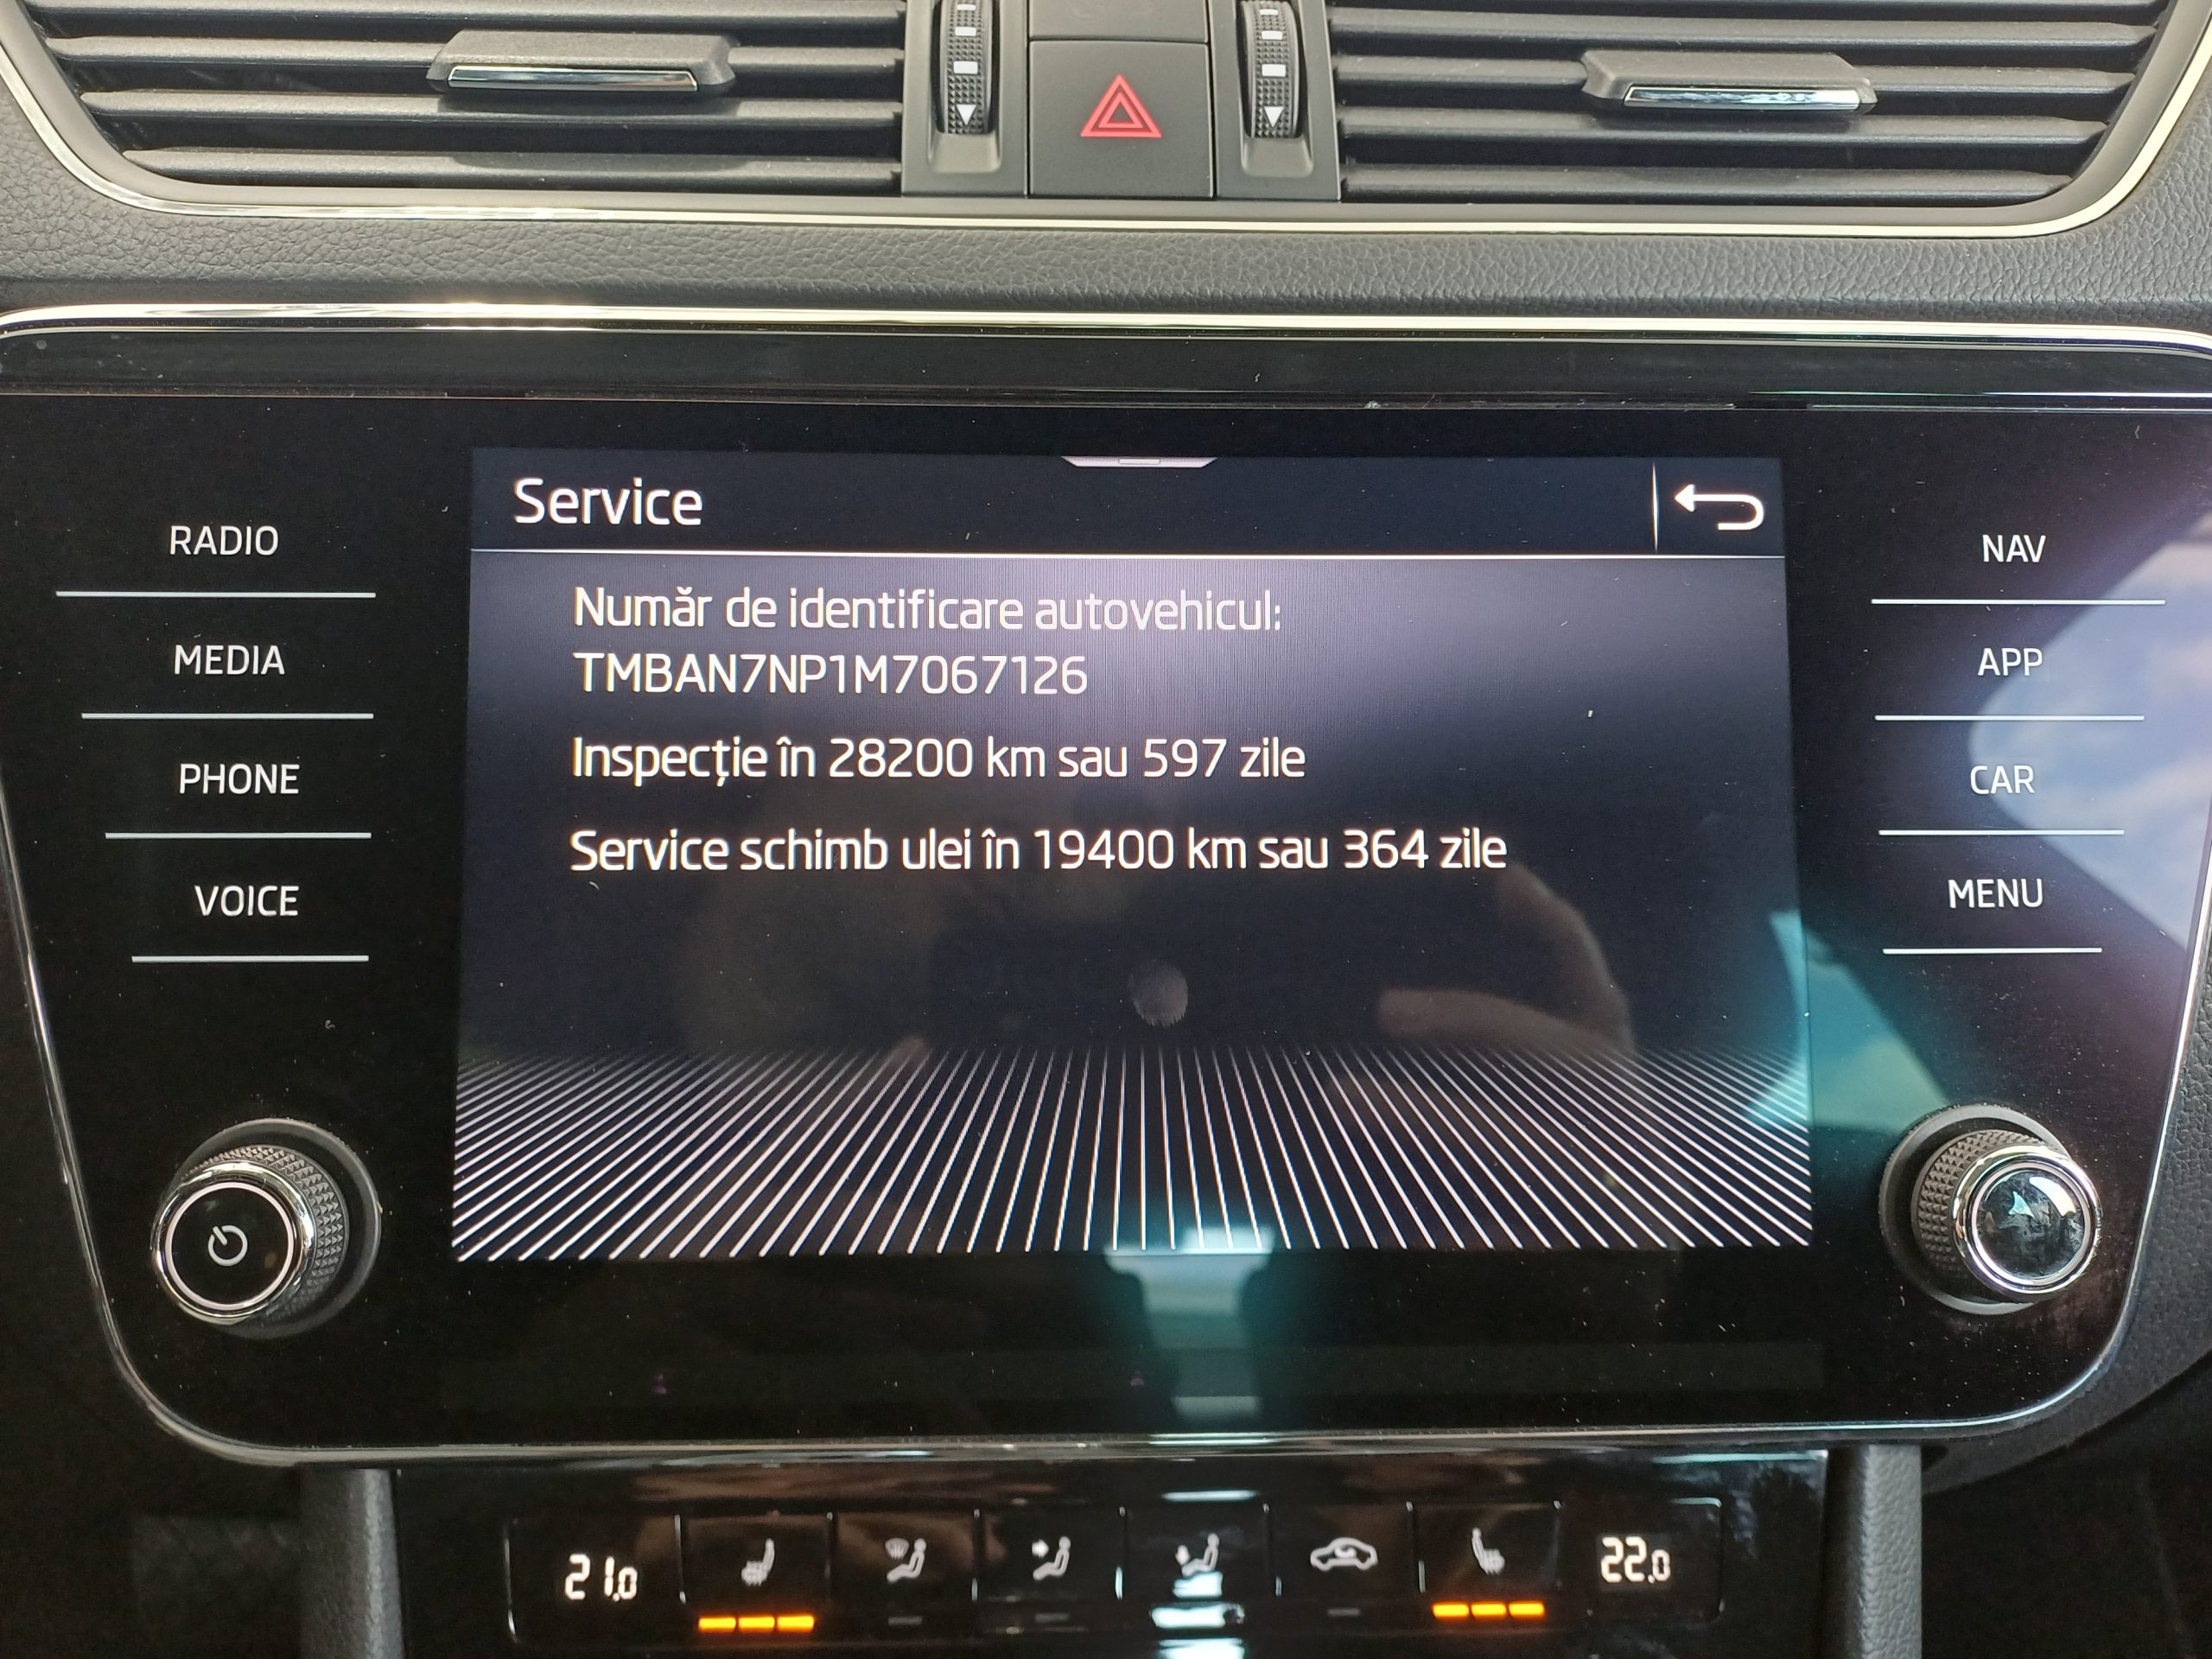 Service
RADIO
MEDIA
PHONE
VOICE
Număr de identificare autovehicul:
TMBAN7NP1M7067126
Inspecție în 28200 km sau 597 zile
Service schimb ulei în 19400 km sau 364 zile
NAV
APP
CAR
MENU
21.0
22.0